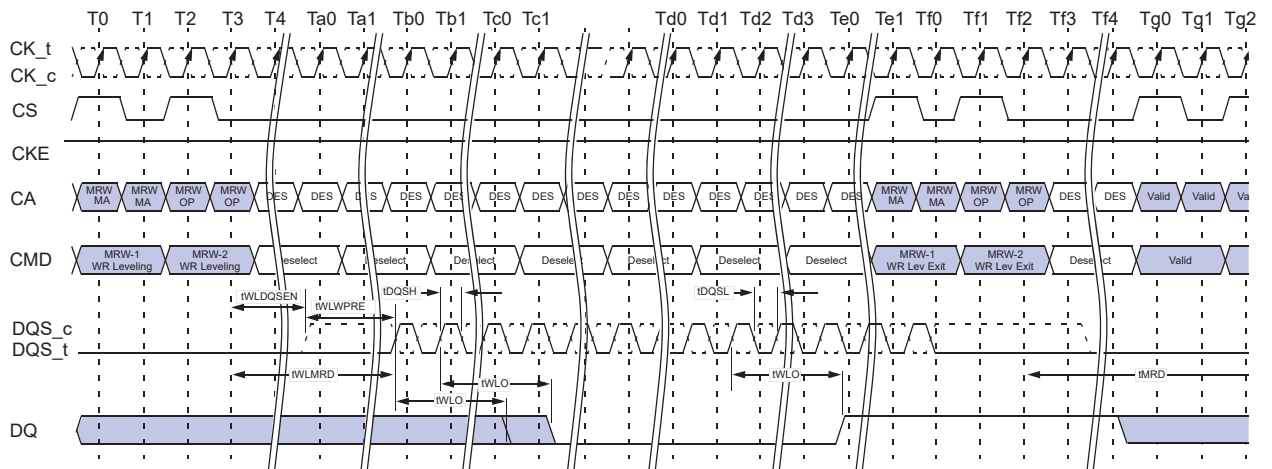 T0 T1 T2 T3 T4 Ta0 Ta1 Tb0 Tb1 Tc0 Tc1 Td0 Td1 Td2 Td3 Te0 Te1 Tf0 Tf1 Tf2 Tf3 Tf4 Tg0 Tg1 Tg2
CK_t
CK_c
CS
CKE
CA
MRW MRW MRW MRW DES DES DES DES DES DES DES DES DES DES DES DES DES DES MRW MRW MRW MRW DES DES Valid Valid Va
MA MA OP OP MA MA OP OP
CMD
MRW-1 MRW-2 Deselect Deselect Deselect Deselect Deselect Deselect Deselect MRW-1 MRW-2 Deselect Valid
WR Leveling WR Leveling WR Lev Exit WR Lev Exit
tDQSH tDQSL
tWLDQSEN tWLWPRE
DQS_c
DQS_t
tWLMRD tWLO tMRD
tWLO
tWLO
DQ